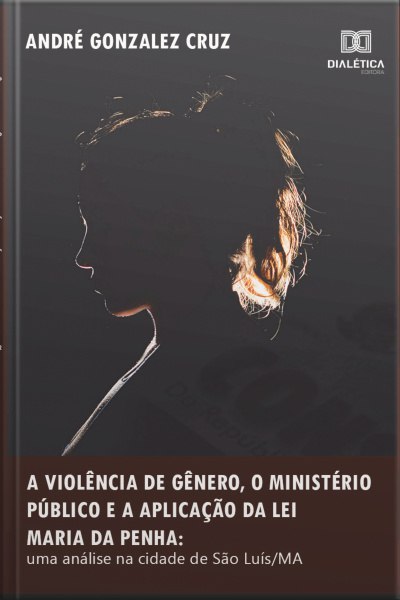 ANDRÉ GONZALEZ CRUZ
DIALÉTICA
EDITORA
A VIOLÊNCIA DE GÊNERO, O MINISTÉRIO
PÚBLICO E A APLICAÇÃO DA LEI
MARIA DA PENHA:
uma análise na cidade de São Luís/MA